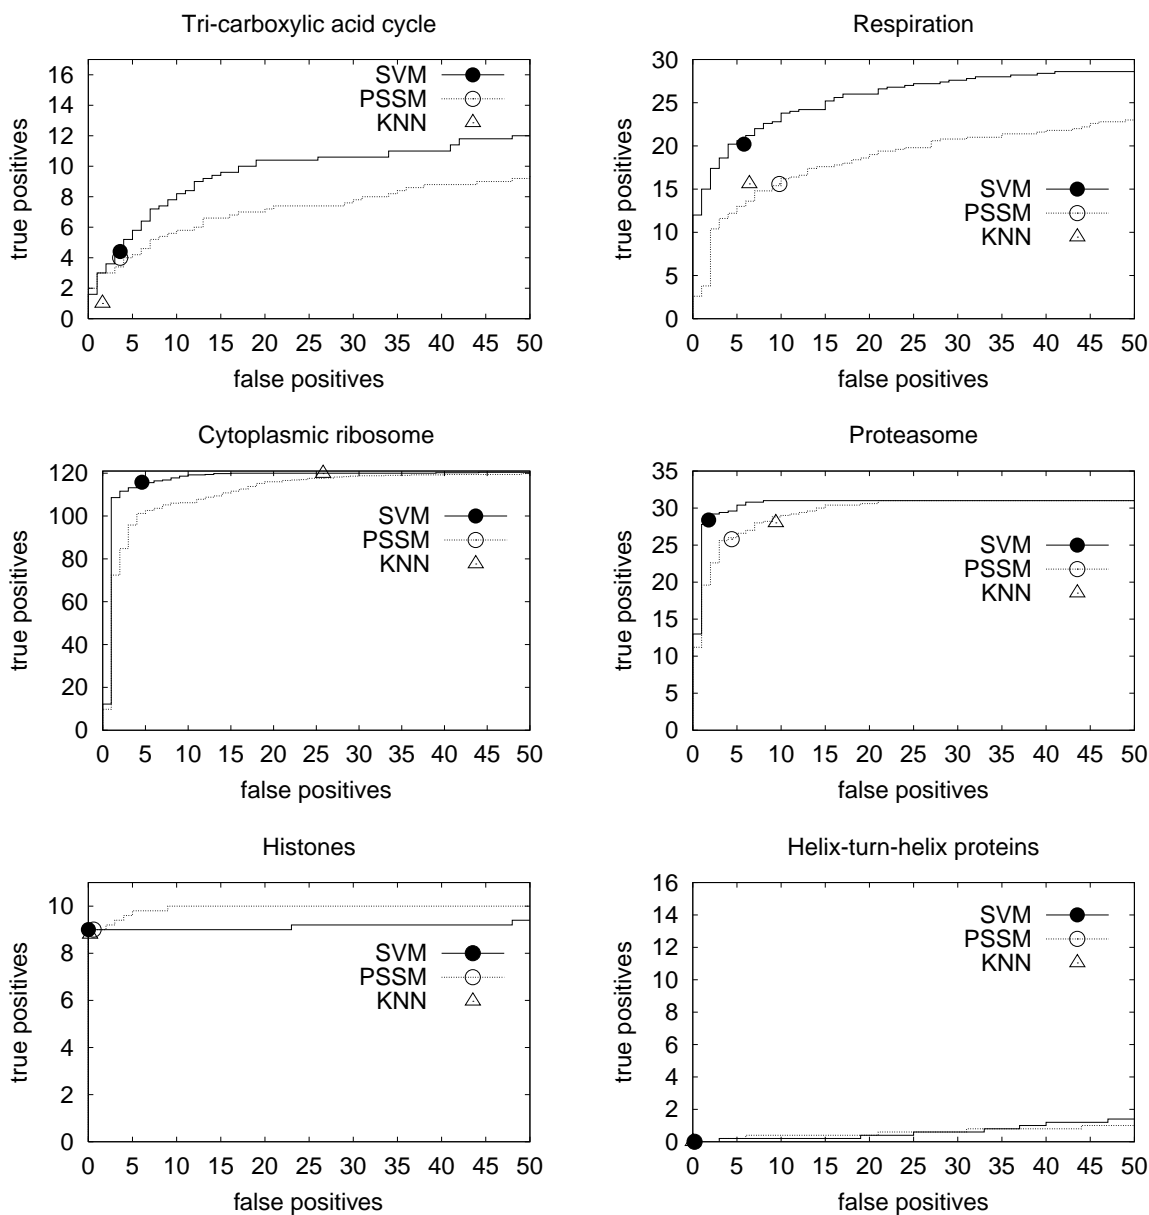 Tri-carboxylic acid cycle
true positives
16
14
12
10
8
6
4
2
0
0 5 10 15 20 25 30 35 40 45 50
false positives
SVM
PSSM
KNN
Respiration
true positives
30
25
20
15
10
5
0
0 5 10 15 20 25 30 35 40 45 50
false positives
SVM
PSSM
KNN
Cytoplasmic ribosome
true positives
120
100
80
60
40
20
0
0 5 10 15 20 25 30 35 40 45 50
false positives
SVM
PSSM
KNN
Proteasome
true positives
35
30
25
20
15
10
5
0
0 5 10 15 20 25 30 35 40 45 50
false positives
SVM
PSSM
KNN
Histones
true positives
10
8
6
4
2
0
0 5 10 15 20 25 30 35 40 45 50
false positives
SVM
PSSM
KNN
Helix-turn-helix proteins
true positives
16
14
12
10
8
6
4
2
0
0 5 10 15 20 25 30 35 40 45 50
false positives
SVM
PSSM
KNN